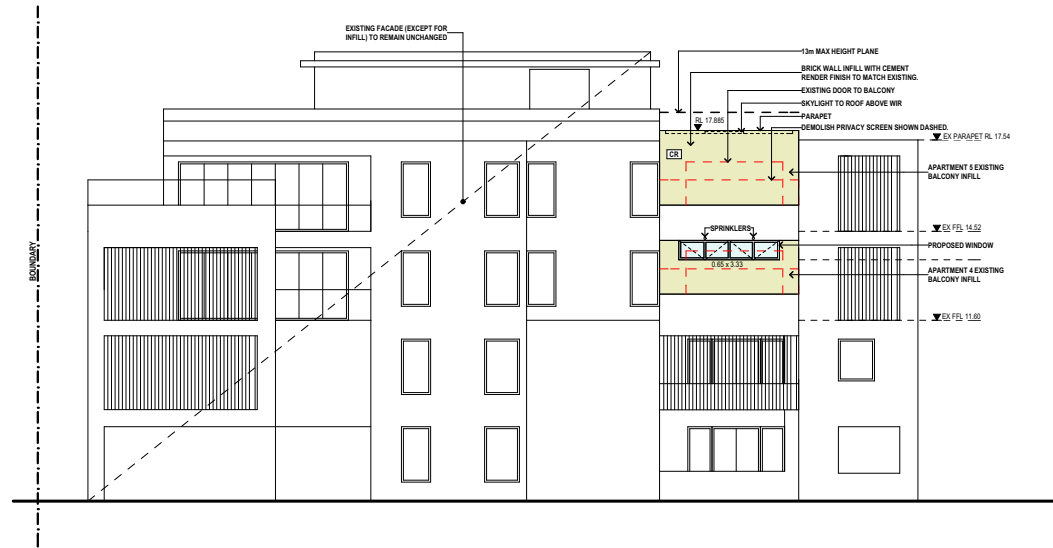 EXISTING FACADE (EXCEPT FOR
INFILL) TO REMAIN UNCHANGED
13m MAX HEIGHT PLANE
BRICK WALL INFILL WITH CEMENT
RENDER FINISH TO MATCH EXISTING.
EXISTING DOOR TO BALCONY
SKYLIGHT TO ROOF ABOVE WIR
PARAPET
DEMOLISH PRIVACY SCREEN SHOWN DASHED.
RL 17.885
EX PARAPET RL 17.54
CR
APARTMENT 5 EXISTING
BALCONY INFILL
SPRINKLERS
EX FFL 14.52
PROPOSED WINDOW
0.65 x 3.33
APARTMENT 4 EXISTING
BALCONY INFILL
EX FFL 11.60
BOUNDARY